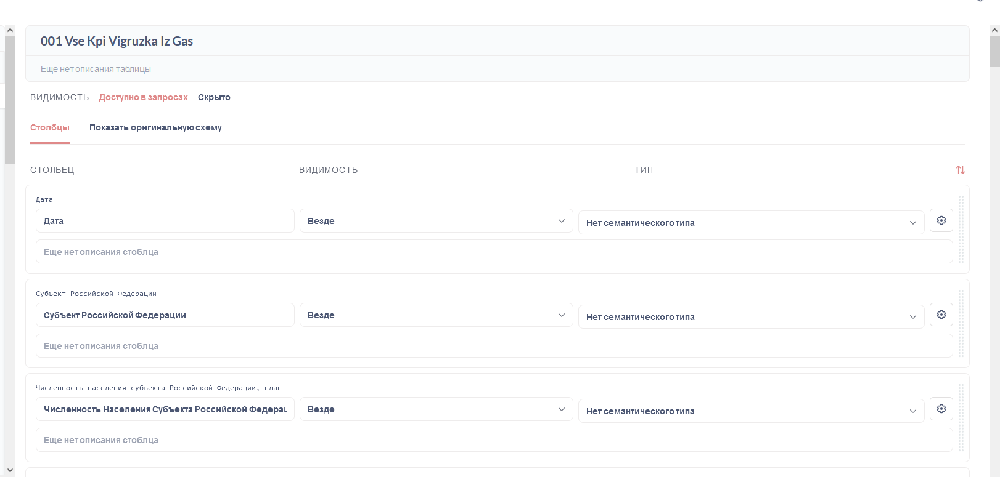 001 Vse Kpi Vigruzka Iz Gas
Еще нет описания таблицы
ВИДИМОСТЬ Доступно в запросах Скрыто
Столбцы Показать оригинальную схему
СТОЛБЕЦ ВИДИМОСТЬ ТИП
Дата
Дата Везде Нет семантического типа
Еще нет описания стоблца
Субъект Российской Федерации
Субъект Российской Федерации Везде Нет семантического типа
Еще нет описания стоблца
Численность населения субъекта Российской Федерации, план
Численность Населения Субъекта Российской Федерац Везде Нет семантического типа
Еще нет описания стоблца